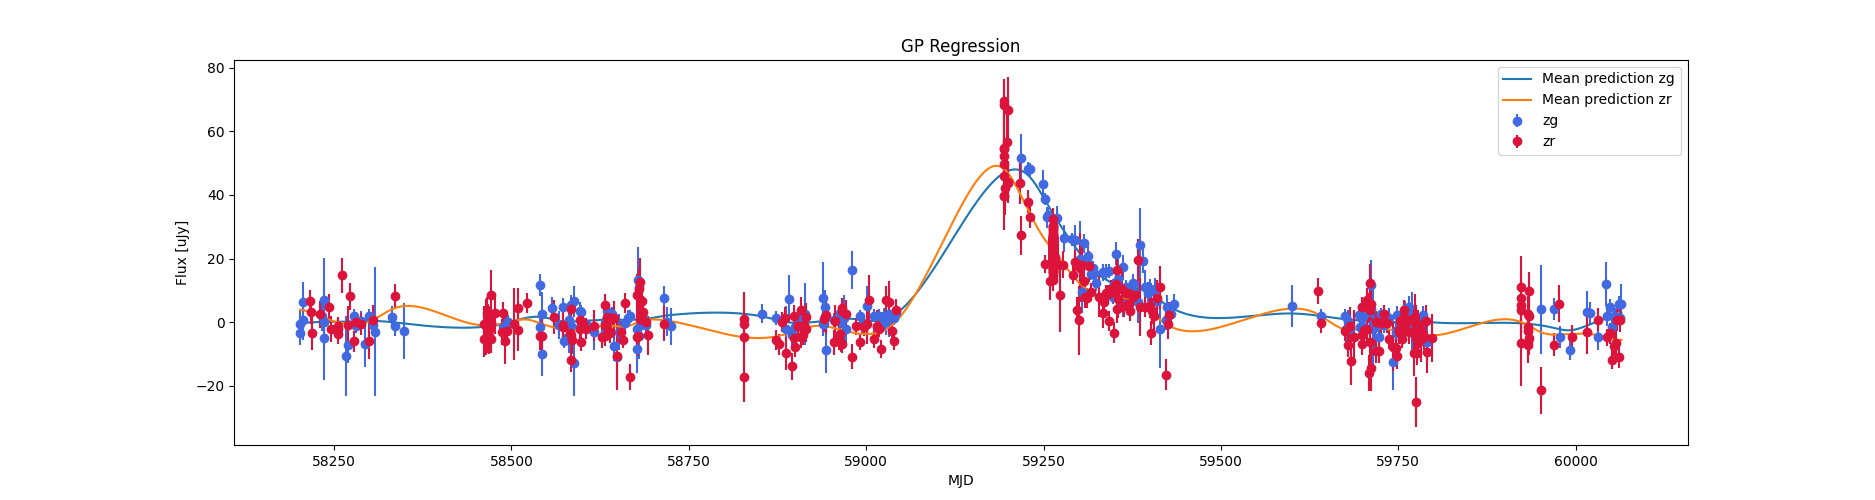 GP Regression
Flux [uJy]
80
60
40
20
0
−20
58250 58500 58750 59000 59250 59500 59750 60000
MJD
Mean prediction zg
Mean prediction zr
zg
zr